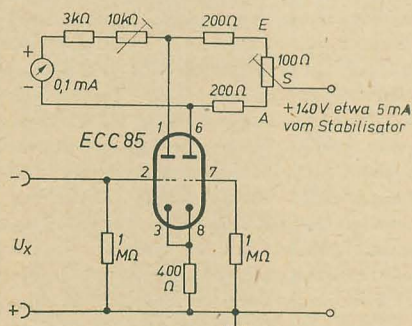 3kΩ 10kΩ 200Ω E
+
100Ω
S
-
0,1 mA
200Ω
A
+140V etwa 5mA
vom Stabilisator
1 6
ECC 85
- 2 7
3 8
Ux
1
MΩ
400
Ω
1
MΩ
+